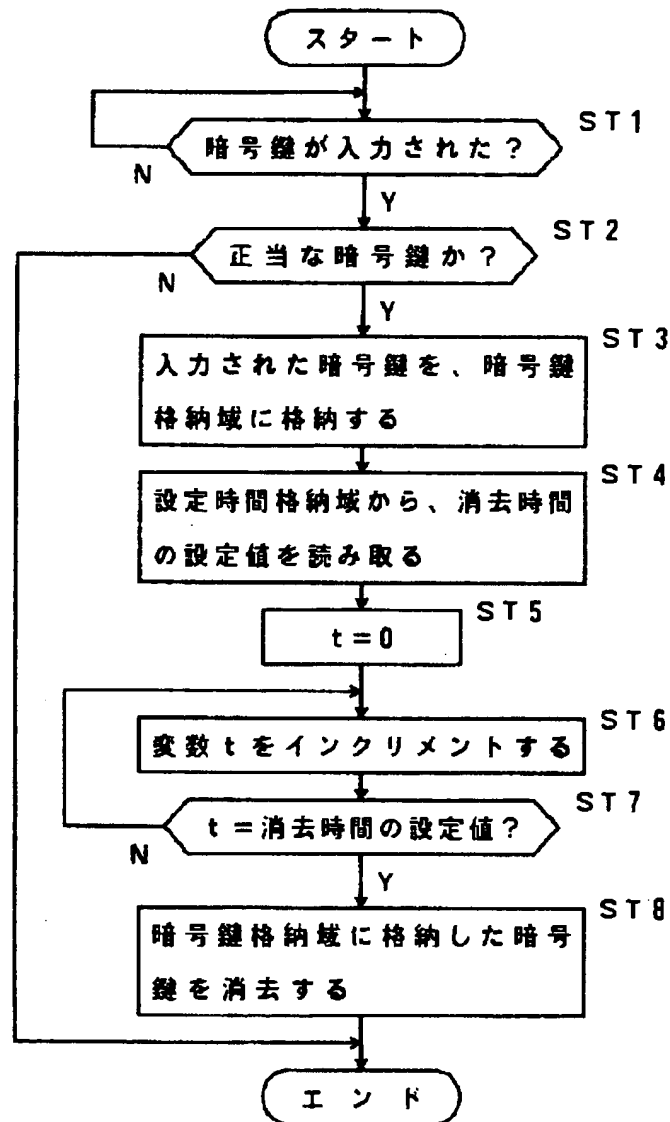 スタート
ST1
暗号鍵が入力された?
N
Y
ST2
正当な暗号鍵か?
N
Y
ST3
入力された暗号鍵を、暗号鍵
格納域に格納する
ST4
設定時間格納域から、消去時間
の設定値を読み取る
ST5
t=0
ST6
変数tをインクリメントする
ST7
t=消去時間の設定値?
N
Y
ST8
暗号鍵格納域に格納した暗号
鍵を消去する
エンド